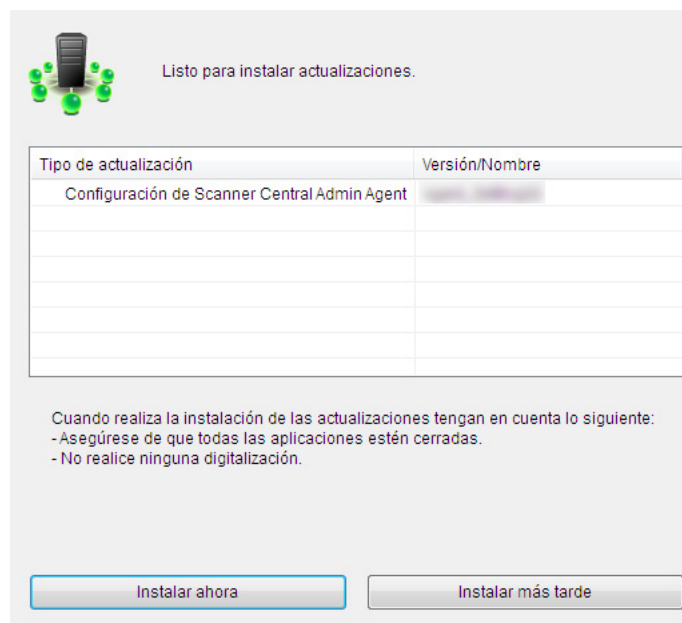 Listo para instalar actualizaciones.
Tipo de actualización Versión/Nombre
Configuración de Scanner Central Admin Agent
Cuando realiza la instalación de las actualizaciones tengan en cuenta lo siguiente:
- Asegúrese de que todas las aplicaciones estén cerradas.
- No realice ninguna digitalización.
Instalar ahora Instalar más tarde